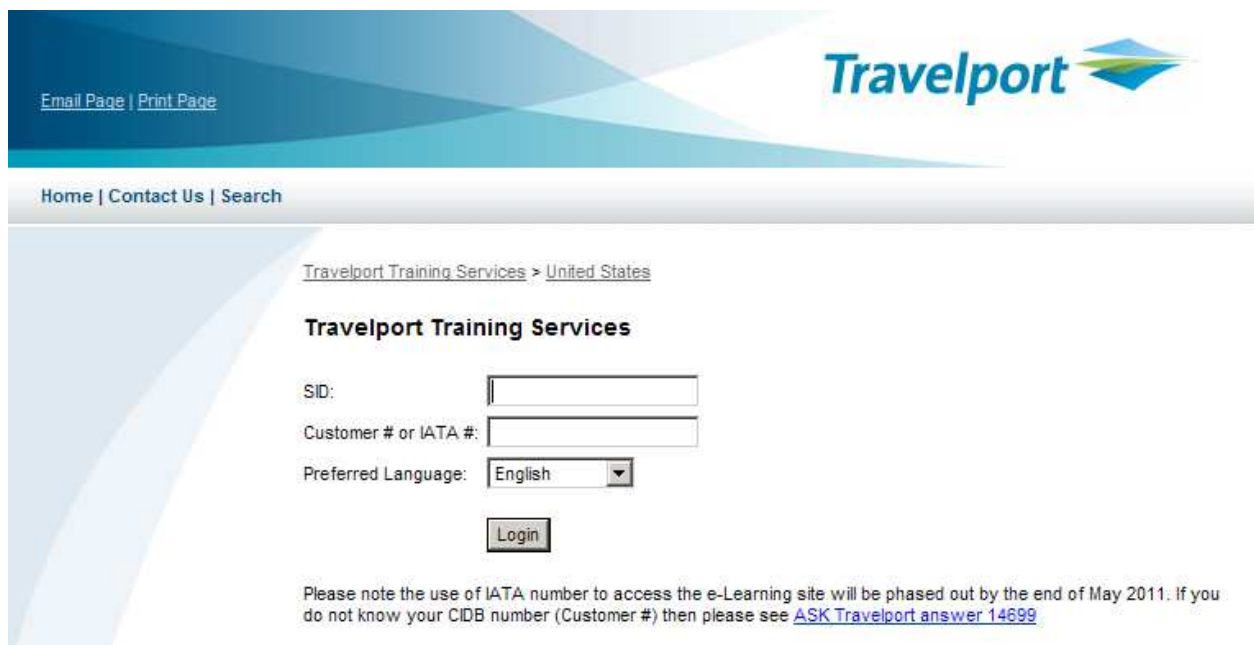 Travelport
Email Page | Print Page
Home | Contact Us | Search
Travelport Training Services > United States
Travelport Training Services
SID:
Customer # or IATA #:
Preferred Language: English
Login
Please note the use of IATA number to access the e-Learning site will be phased out by the end of May 2011. If you
do not know your CIDB number (Customer #) then please see ASK Travelport answer 14699